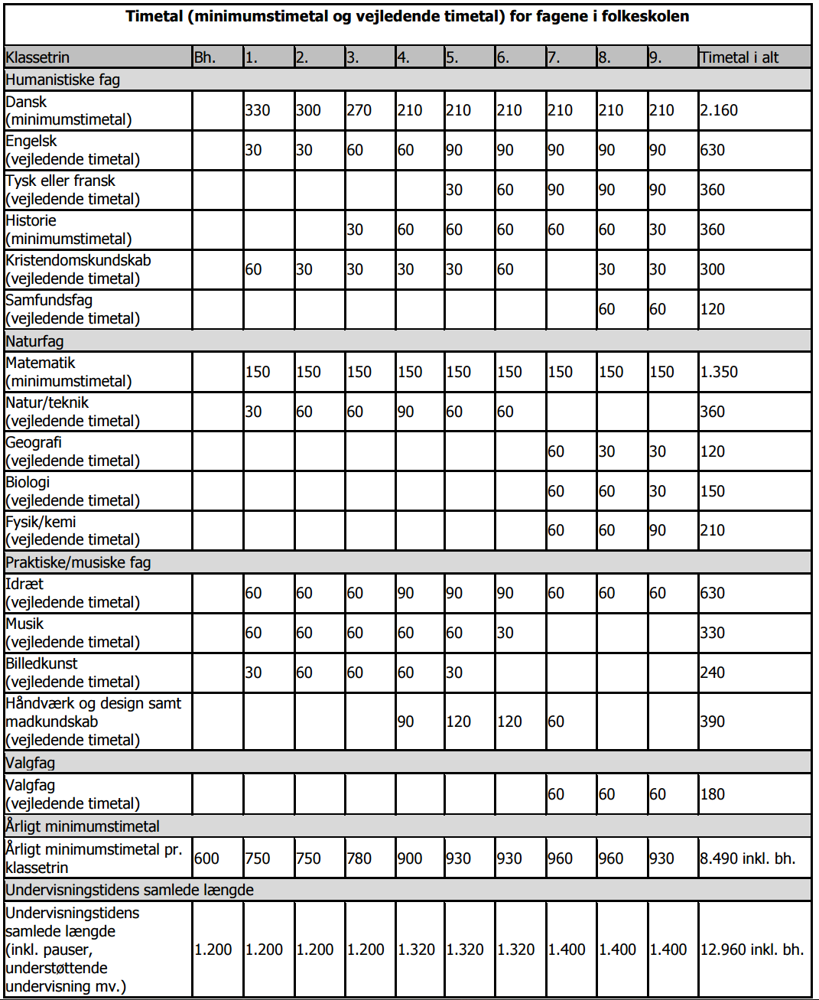 Timetal (minimumstimetal og vejledende timetal) for fagene i folkeskolen
Klassetrin Bh. 1. 2. 3. 4. 5. 6. 7. 8. 9. Timetal i alt
Humanistiske fag
Dansk
(minimumstimetal) 330 300 270 210 210 210 210 210 210 2.160
Engelsk
(vejledende timetal) 30 30 60 60 90 90 90 90 90 630
Tysk eller fransk
(vejledende timetal) 30 60 90 90 90 360
Historie
(minimumstimetal) 30 60 60 60 60 60 30 360
Kristendomskundskab
(vejledende timetal) 60 30 30 30 30 60 30 30 300
Samfundsfag
(vejledende timetal) 60 60 120
Naturfag
Matematik
(minimumstimetal) 150 150 150 150 150 150 150 150 150 1.350
Natur/teknik
(vejledende timetal) 30 60 60 90 60 60 360
Geografi
(vejledende timetal) 60 30 30 120
Biologi
(vejledende timetal) 60 60 30 150
Fysik/kemi
(vejledende timetal) 60 60 90 210
Praktiske/musiske fag
Idræt
(vejledende timetal) 60 60 60 90 90 90 60 60 60 630
Musik
(vejledende timetal) 60 60 60 60 60 30 330
Billedkunst
(vejledende timetal) 30 60 60 60 30 240
Håndværk og design samt
madkundskab
(vejledende timetal) 90 120 120 60 390
Valgfag
Valgfag
(vejledende timetal) 60 60 60 180
Årligt minimumstimetal
Årligt minimumstimetal pr.
klassetrin 600 750 750 780 900 930 930 960 960 930 8.490 inkl. bh.
Undervisningstidens samlede længde
Undervisningstidens
samlede længde
(inkl. pauser, 1.200 1.200 1.200 1.200 1.320 1.320 1.320 1.400 1.400 1.400 12.960 inkl. bh.
understøttende
undervisning mv.)